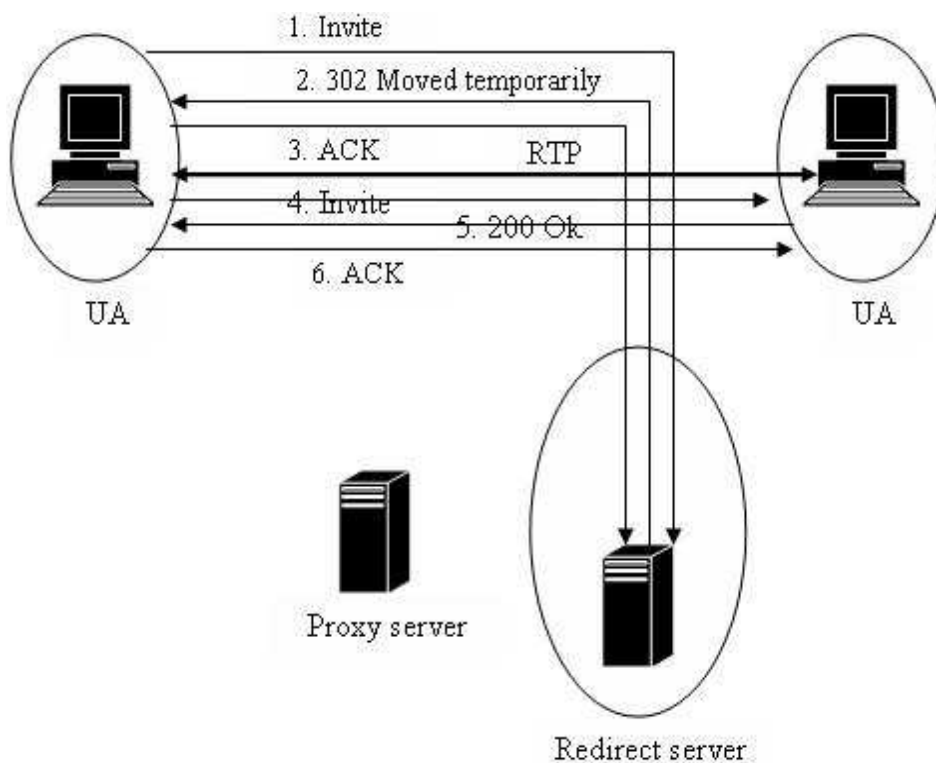 1. Invite
2. 302 Moved temporarily
3. ACK
RTP
4. Invite
5. 200 Ok
6. ACK
UA
UA
Proxy server
Redirect server